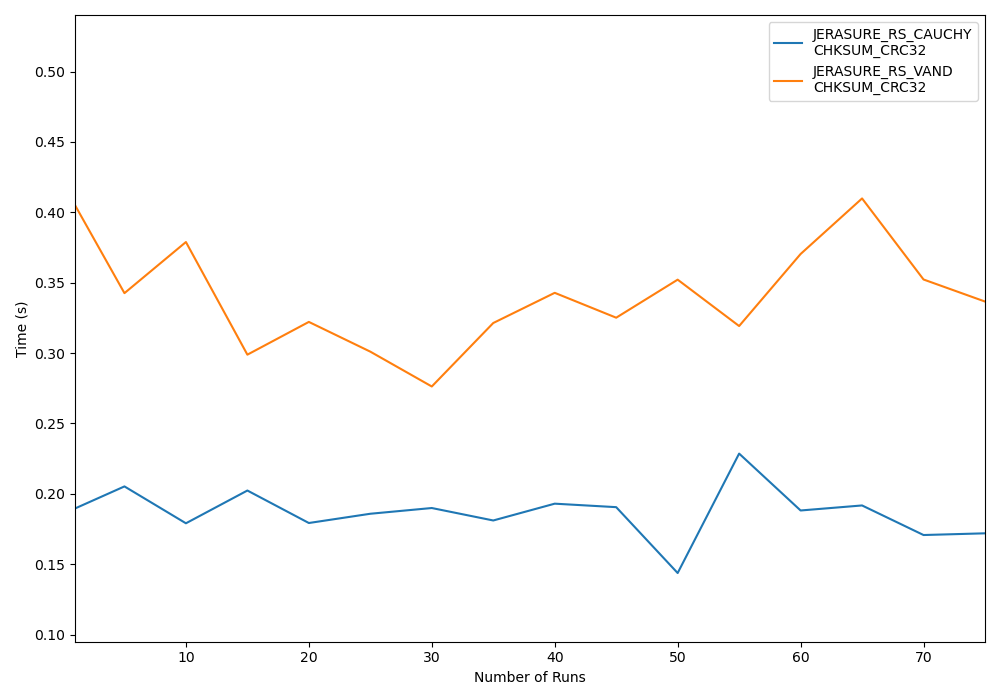 JERASURE_RS_CAUCHY
CHKSUM_CRC32
JERASURE_RS_VAND
CHKSUM_CRC32
0.50
0.45
0.40
0.35
0.30
0.25
0.20
0.15
0.10
Time (s)
10 20 30 40 50 60 70
Number of Runs